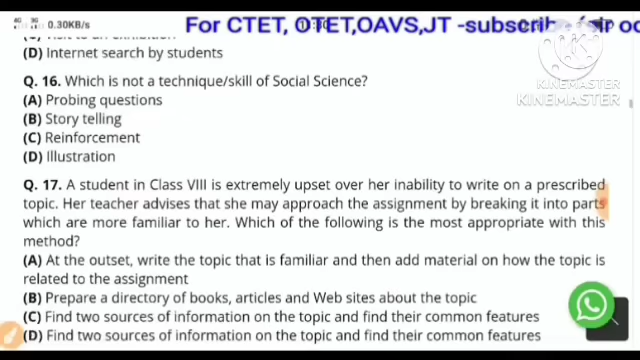 4G 3G 0.30KB/s
For CTET, OTET,OAVS,JT -subscribe
(D) Internet search by students
Q. 16. Which is not a technique/skill of Social Science?
(A) Probing questions
(B) Story telling
(C) Reinforcement
(D) Illustration
KINEMASTER
KINEMASTER
Q. 17. A student in Class VIII is extremely upset over her inability to write on a prescribed
topic. Her teacher advises that she may approach the assignment by breaking it into parts
which are more familiar to her. Which of the following is the most appropriate with this
method?
(A) At the outset, write the topic that is familiar and then add material on how the topic is
related to the assignment
(B) Prepare a directory of books, articles and Web sites about the topic
(C) Find two sources of information on the topic and find their common features
(D) Find two sources of information on the topic and find their common features